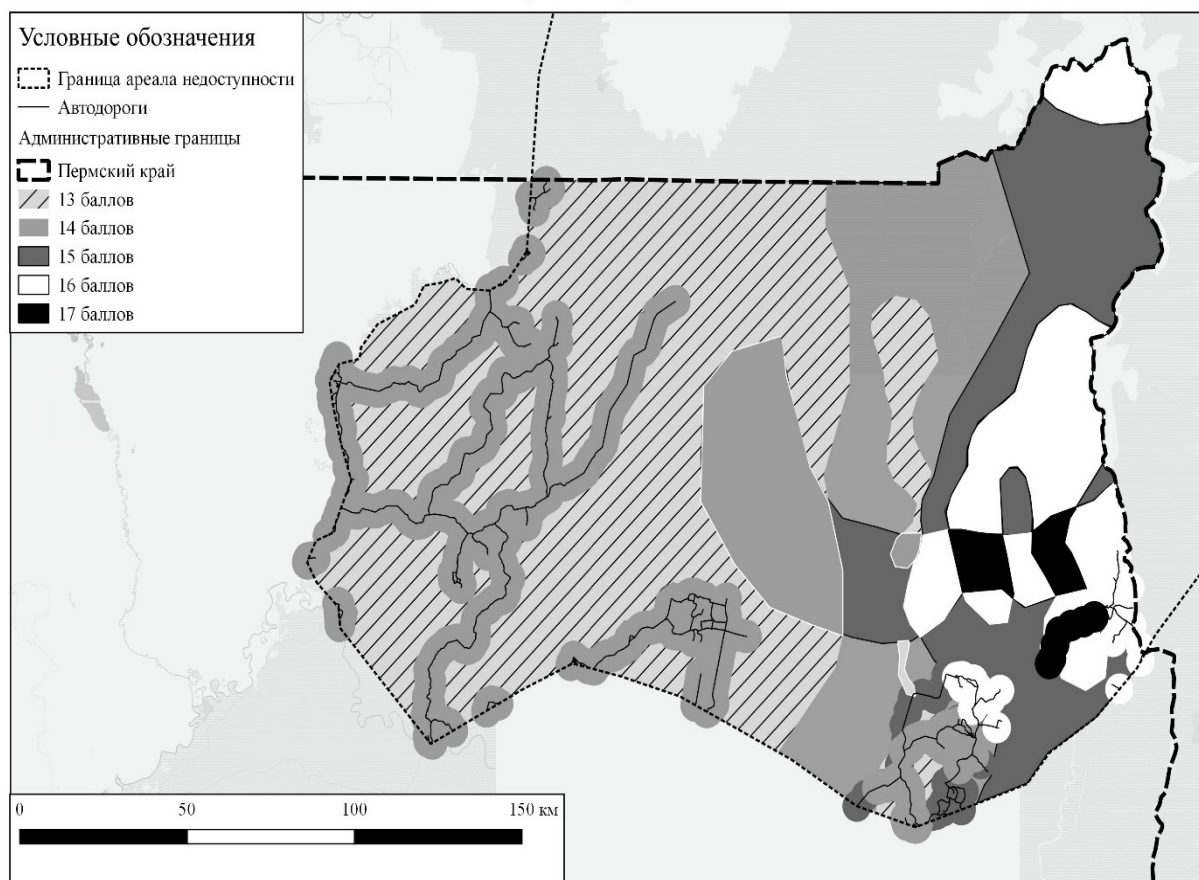 Условные обозначения
Граница ареала недоступности
Автодороги
Административные границы
Пермский край
13 баллов
14 баллов
15 баллов
16 баллов
17 баллов
0 50 100 150 км